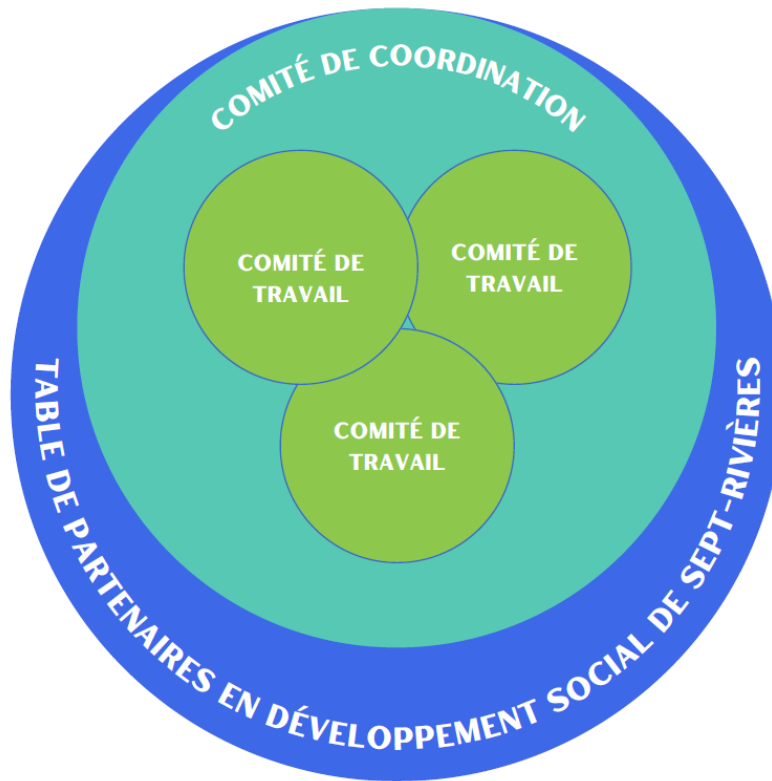 COMITÉ DE COORDINATION
COMITÉ DE
TRAVAIL
COMITÉ DE
TRAVAIL
COMITÉ DE
TRAVAIL
TABLE DE PARTENAIRES EN DÉVELOPPEMENT SOCIAL DE SEPT-RIVIÈRES